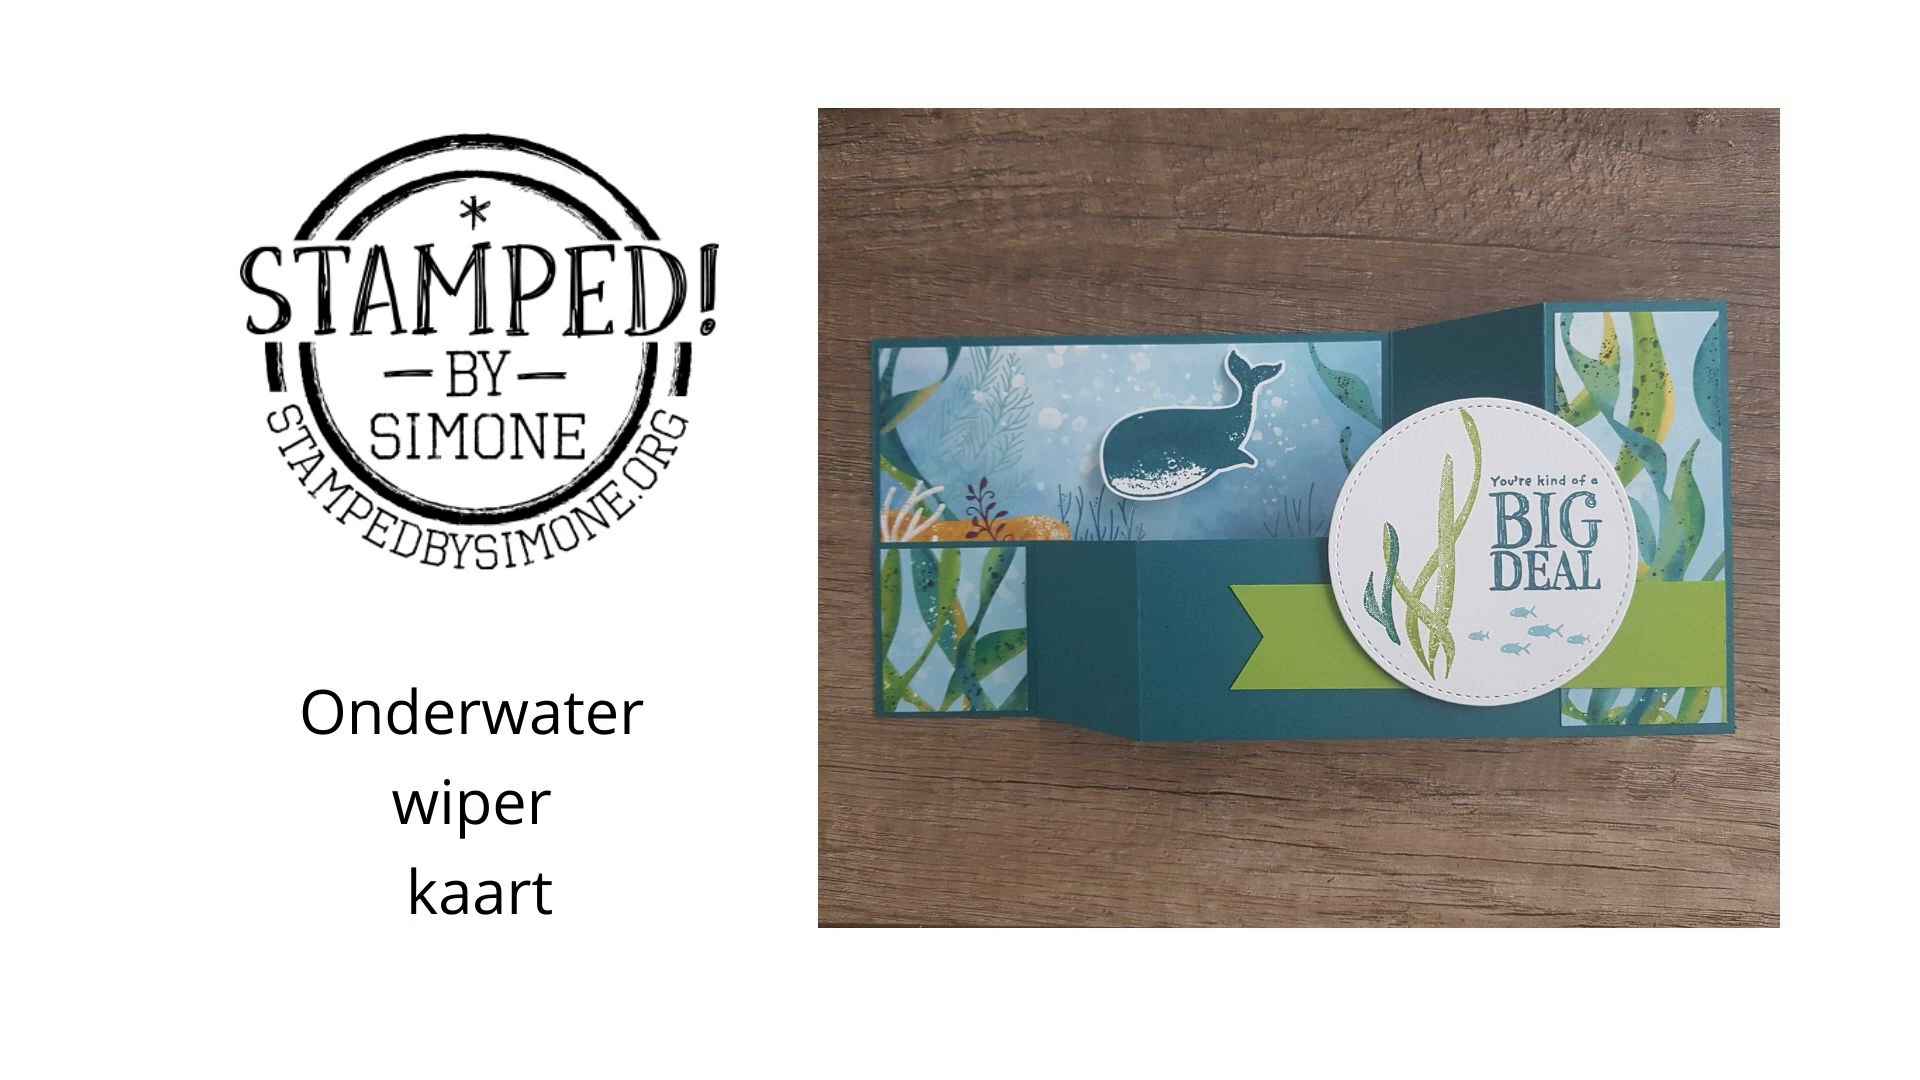 STAMPED!
BY
SIMONE
STAMPEDBYSIMONE.ORG
Onderwater
wiper
kaart
You're kind of a
BIG
DEAL